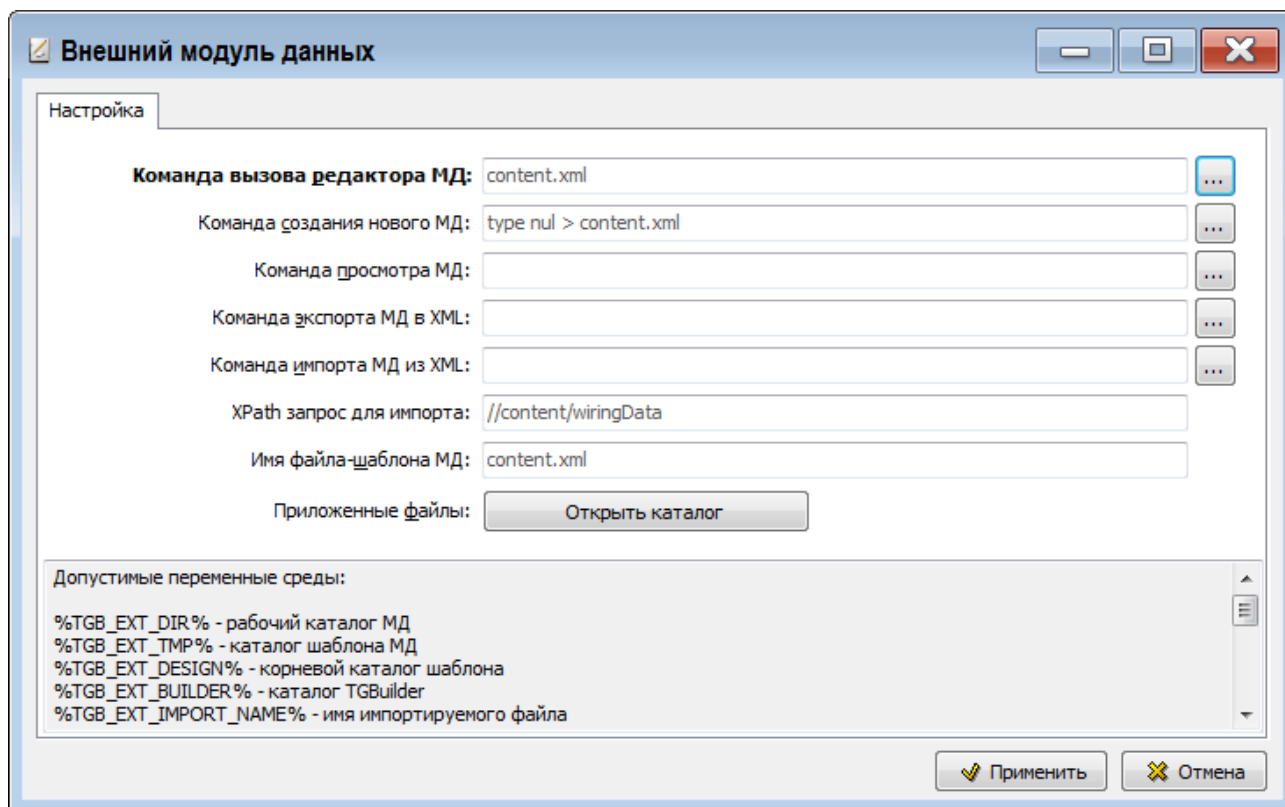 Внешний модуль данных
Настройка
Команда вызова редактора МД: content.xml ...
Команда создания нового МД: type nul > content.xml ...
Команда просмотра МД: ...
Команда экспорта МД в XML: ...
Команда импорта МД из XML: ...
XPath запрос для импорта: //content/wiringData
Имя файла-шаблона МД: content.xml
Приложенные файлы: Открыть каталог
Допустимые переменные среды:
%TGB_EXT_DIR% - рабочий каталог МД
%TGB_EXT_TMP% - каталог шаблона МД
%TGB_EXT_DESIGN% - корневой каталог шаблона
%TGB_EXT_BUILDER% - каталог TGBuilder
%TGB_EXT_IMPORT_NAME% - имя импортируемого файла
Применить Отмена